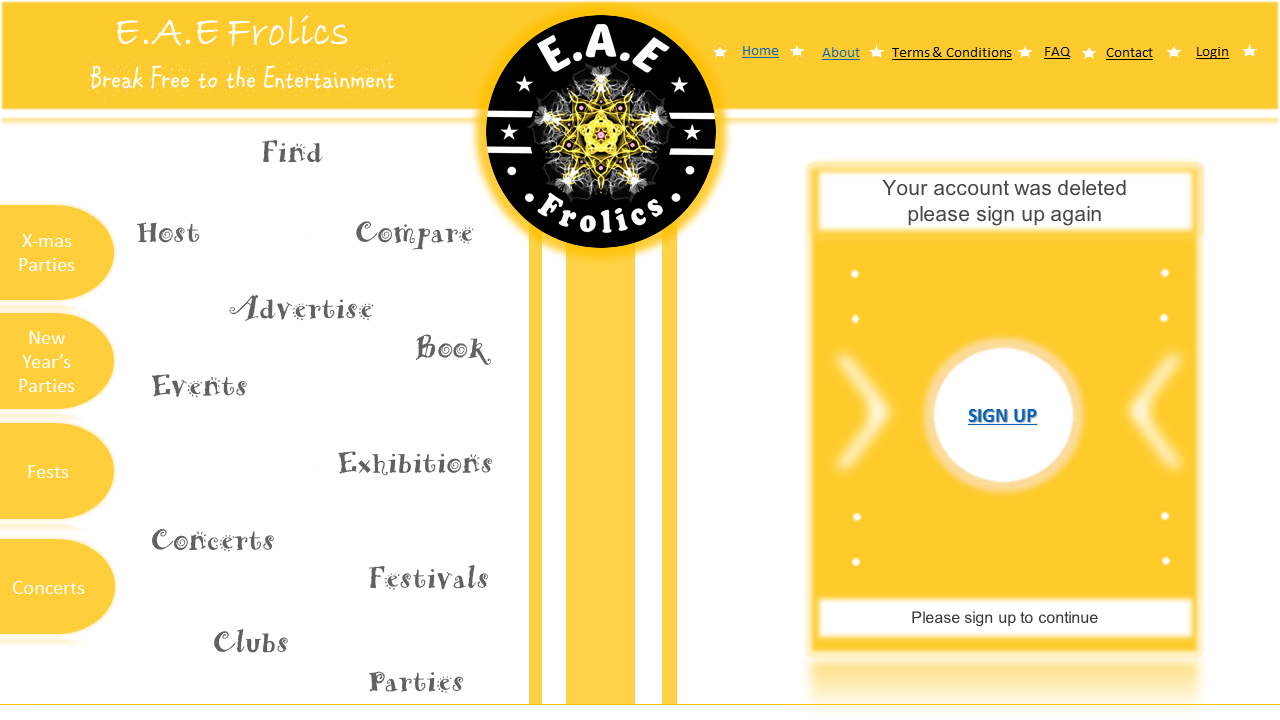 E.A.E Frolics
Break Free to the Entertainment
E.A.E
Frolics
Home
About
Terms & Conditions
FAQ
Contact
Login
Find
Host
Compare
Advertise
Book
Events
Exhibitions
Concerts
Festivals
Clubs
Parties
X-mas
Parties
New
Year’s
Parties
Fests
Concerts
Your account was deleted
please sign up again
SIGN UP
Please sign up to continue